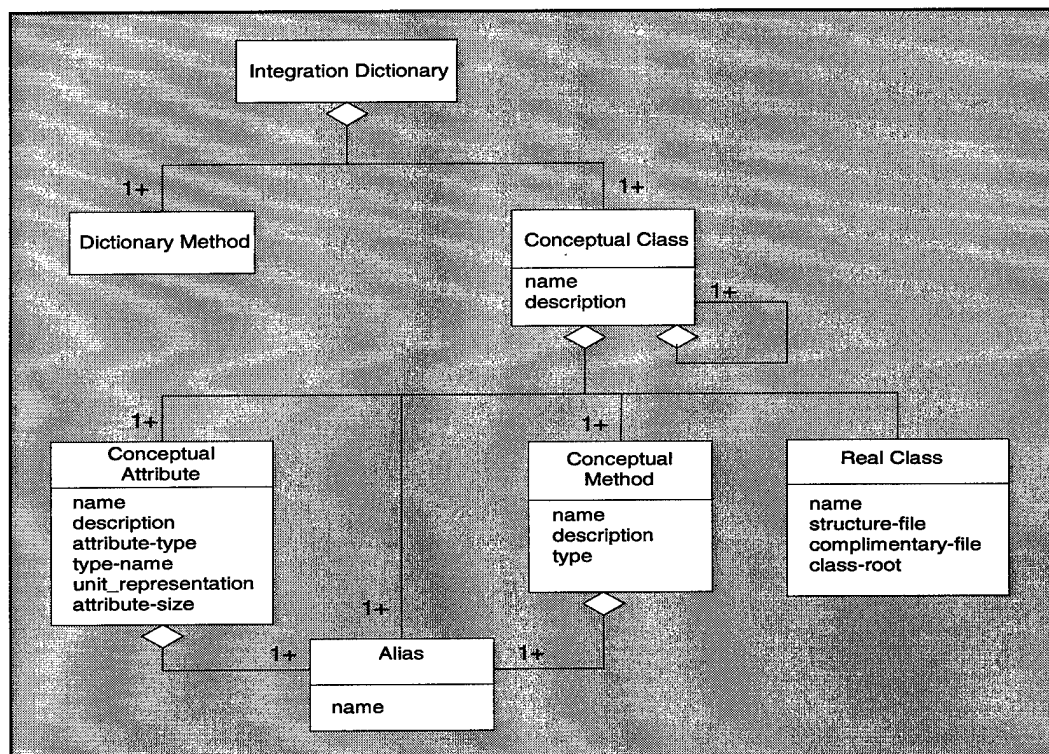 Integration Dictionary
1+
1+
Dictionary Method
Conceptual Class
name
description
1+
1+
1+
Conceptual
Attribute
name
description
attribute-type
type-name
unit_representation
attribute-size
Conceptual
Method
name
description
type
Real Class
name
structure-file
complimentary-file
class-root
1+
1+
1+
Alias
name